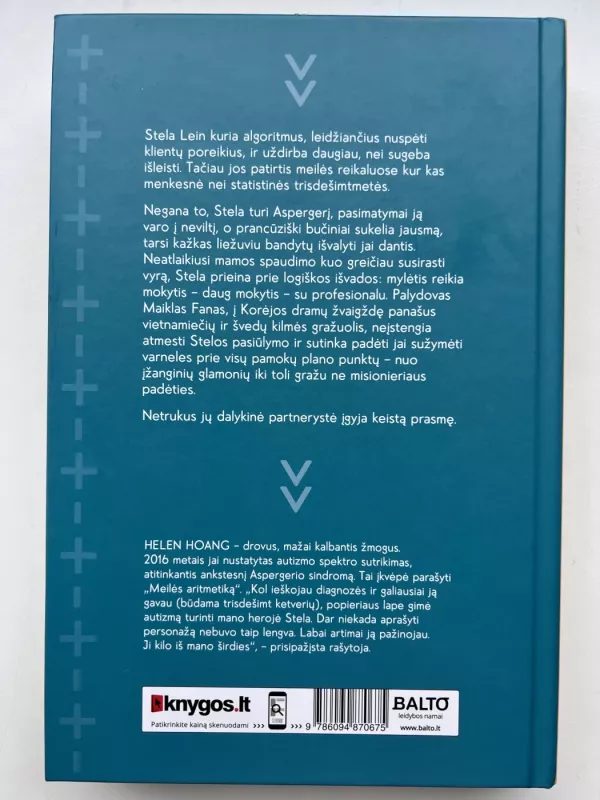 Stela Lein kuria algoritmus, leidžiančius nuspėti
klientų poreikius, ir uždirba daugiau, nei sugeba
išleisti. Tačiau jos patirtis meilės reikaluose kur kas
menkesnė nei statistinės trisdešimtmetės.
Negana to, Stela turi Aspergerį, pasimatymai ją
varo į neviltį, o prancūziški bučiniai sukelia jausmą,
tarsi kažkas liežuviu bandytų išvalyti jai dantis.
Neatlaikiusi mamos spaudimo kuo greičiau susirasti
vyrą, Stela prieina prie logiškos išvados: mylėtis reikia
mokytis – daug mokytis – su profesionalu. Palydovas
Maiklas Fanas, į Korėjos dramų žvaigždę panašus
vietnamiečių ir švedų kilmės gražuolis, neįstengia
atmesti Stelos pasiūlymo ir sutinka padėti jai sužymėti
varneles prie visų pamokų plano punktų – nuo
įžanginių glamonių iki toli gražu ne misionieriaus
padėties.
Netrukus jų dalykinė partnerystė įgyja keistą prasmę.
HELEN HOANG – drovus, mažai kalbantis žmogus.
2016 metais jai nustatytas autizmo spektro sutrikimas,
atitinkantis ankstesnį Aspergerio sindromą. Tai įkvėpė parašyti
„Meilės aritmetiką“. „Kol ieškojau diagnozės ir galiausiai ją
gavau (būdama trisdešimt ketverių), popieriaus lape gimė
autizmą turinti mano herojė Stela. Dar niekada aprašyti
personažą nebuvo taip lengva. Labai artimai ją pažinojau.
Ji kilo iš mano širdies“, – prisipažįsta rašytoja.
knygos.lt
Patikrinkite kainą skenuodami >>> >>>
9 786094 870675
BALTO
leidybos namai
www.balto.lt